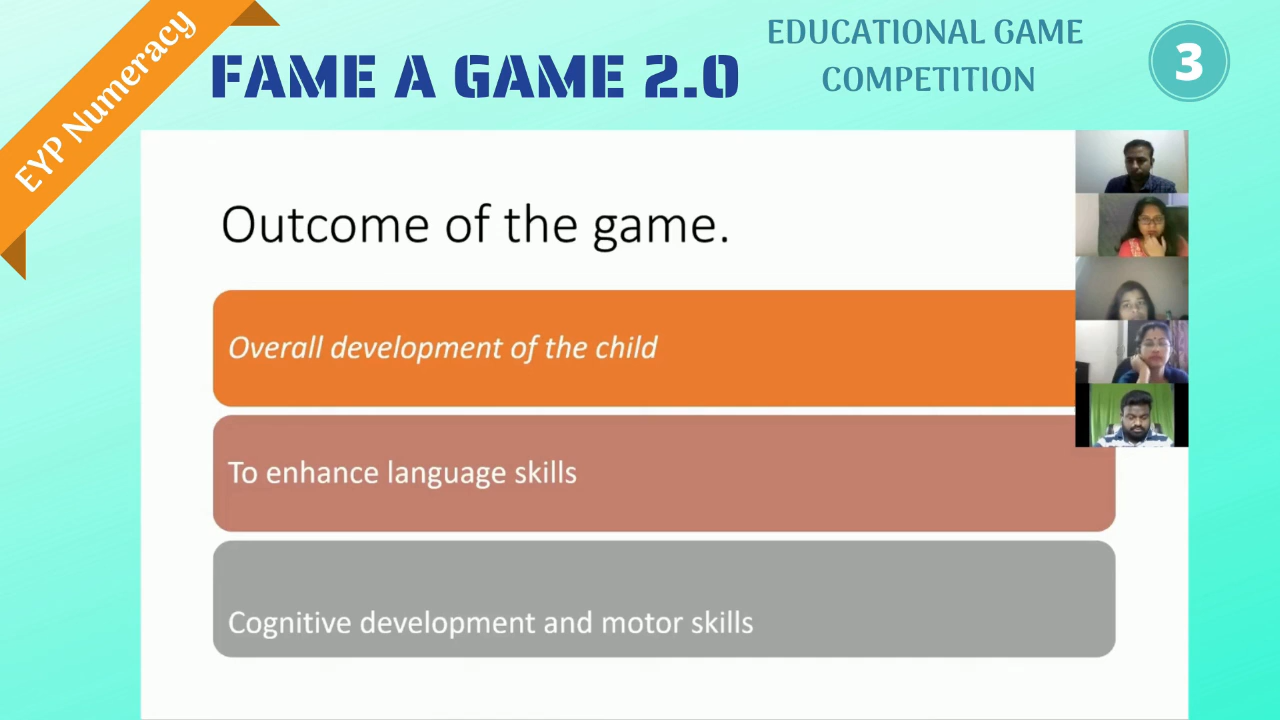 EYP Numeracy
FAME A GAME 2.0
EDUCATIONAL GAME
COMPETITION
3
Outcome of the game.
Overall development of the child
To enhance language skills
Cognitive development and motor skills